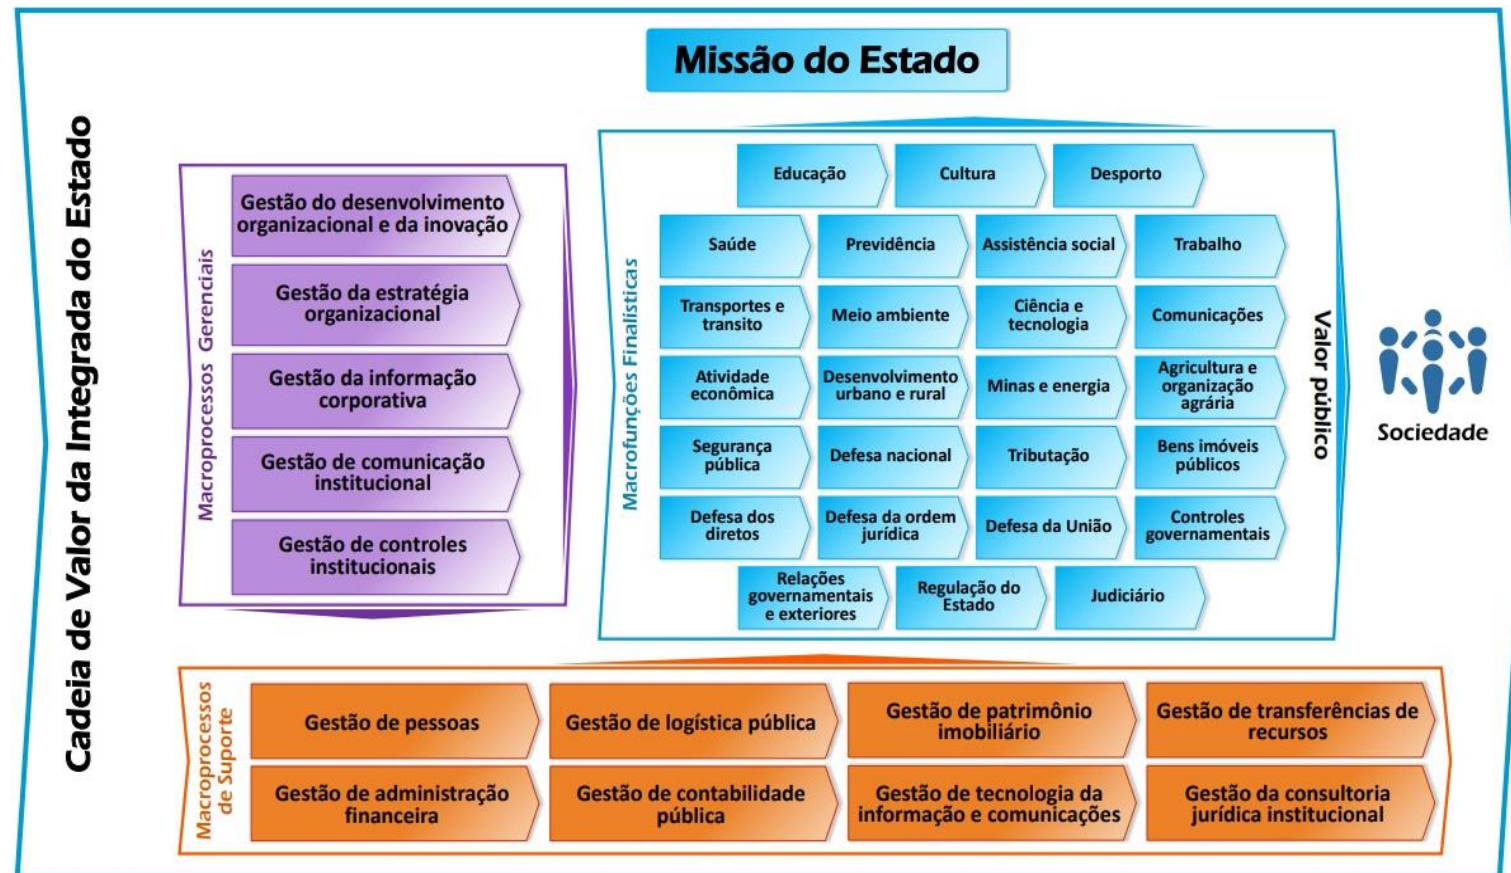 Missão do Estado
Cadeia de Valor da Integrada do Estado
Macroprocessos Gerenciais
Gestão do desenvolvimento
organizacional e da inovação
Gestão da estratégia
organizacional
Gestão da informação
corporativa
Gestão de comunicação
institucional
Gestão de controles
institucionais
Macrofunções Finalísticas
Educação
Cultura
Desporto
Saúde
Previdência
Assistência social
Trabalho
Transportes e
transito
Meio ambiente
Ciência e
tecnologia
Comunicações
Atividade
econômica
Desenvolvimento
urbano e rural
Minas e energia
Agricultura e
organização
agrária
Segurança
pública
Defesa nacional
Tributação
Bens imóveis
públicos
Defesa dos
diretos
Defesa da ordem
jurídica
Defesa da União
Controles
governamentais
Relações
governamentais
e exteriores
Regulação do
Estado
Judiciário
Valor público
Sociedade
Macroprocessos
de Suporte
Gestão de pessoas
Gestão de logística pública
Gestão de patrimônio
imobiliário
Gestão de transferências de
recursos
Gestão de administração
financeira
Gestão de contabilidade
pública
Gestão de tecnologia da
informação e comunicações
Gestão da consultoria
jurídica institucional